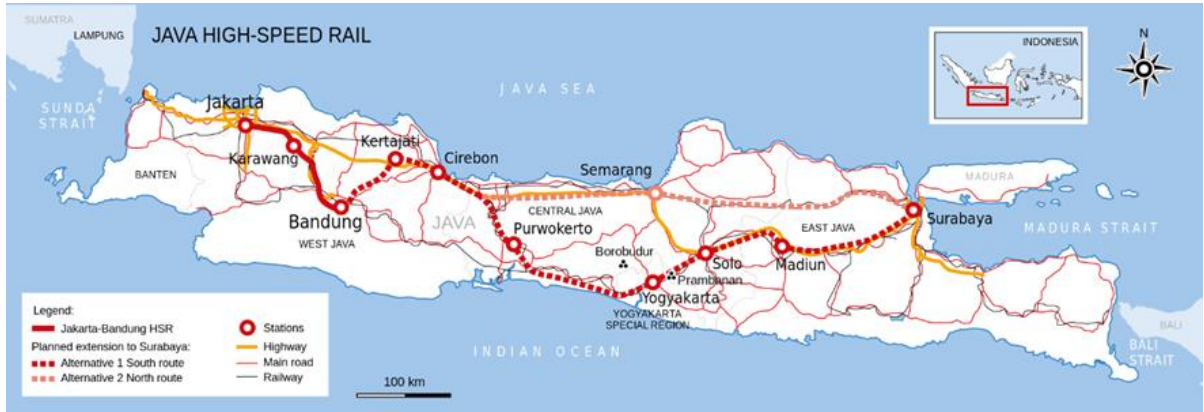 SUMATRA
LAMPUNG
JAVA HIGH-SPEED RAIL
INDONESIA
N
JAVA SEA
SUNDA
STRAIT
Jakarta
Karawang
Kertajati
Cirebon
Semarang
BANTEN
Bandung
WEST JAVA
JAVA
CENTRAL JAVA
Purwokerto
Borobudur
Prambanan
Yogyakarta
YOGYAKARTA
SPECIAL REGION
Solo
Madiun
EAST JAVA
Surabaya
MADURA
MADURA STRAIT
BALI
BALI
STRAIT
INDIAN OCEAN
Legend:
Jakarta-Bandung HSR
Planned extension to Surabaya:
Alternative 1 South route
Alternative 2 North route
Stations
Highway
Main road
Railway
100 km